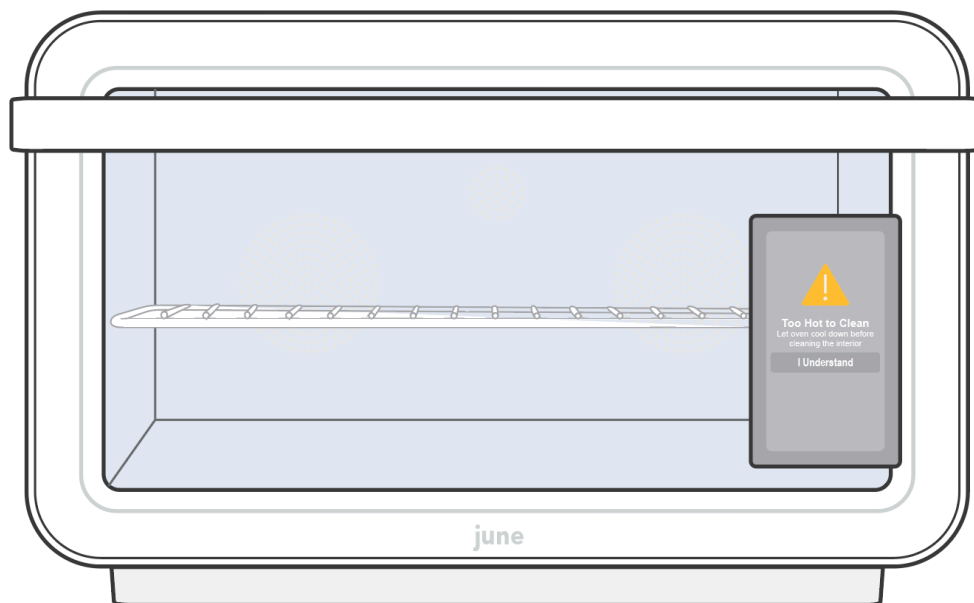 Too Hot to Clean
Let oven cool down before
cleaning the interior
I Understand
june